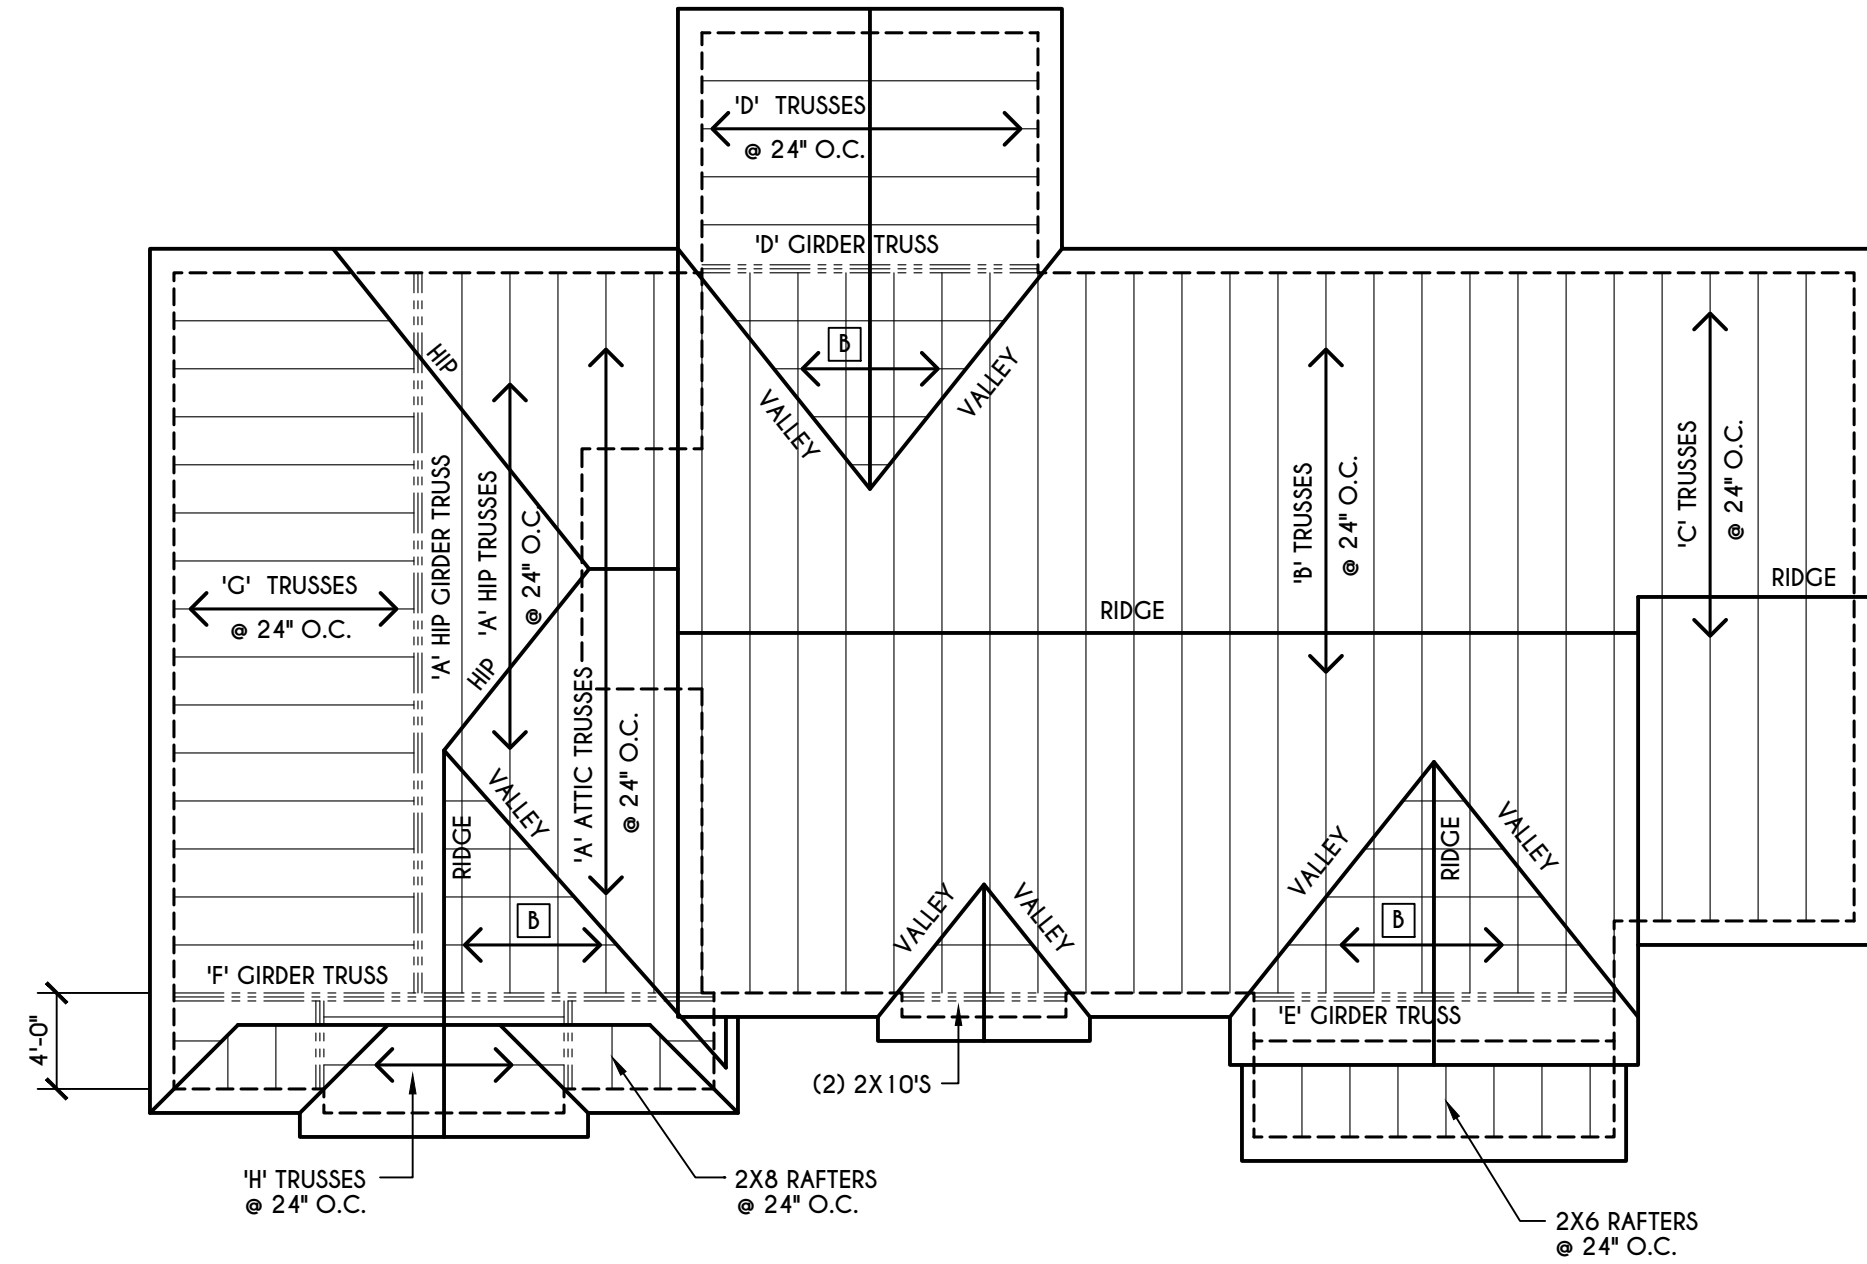 'D'  TRUSSES
@ 24" O.C.
'D' GIRDER TRUSS
B
VALLEY
VALLEY
HIP
'A' HIP GIRDER TRUSS
'A' HIP TRUSSES
@ 24" O.C.
HIP
'G'  TRUSSES
@ 24" O.C.
'A' ATTIC TRUSSES
@ 24" O.C.
RIDGE
'B' TRUSSES
@ 24" O.C.
'C' TRUSSES
@ 24" O.C.
RIDGE
VALLEY
RIDGE
B
VALLEY
VALLEY
VALLEY
RIDGE
VALLEY
B
'F' GIRDER TRUSS
'E' GIRDER TRUSS
4'-0"
(2) 2X10'S
'H' TRUSSES
@ 24" O.C.
2X8 RAFTERS
@ 24" O.C.
2X6 RAFTERS
@ 24" O.C.